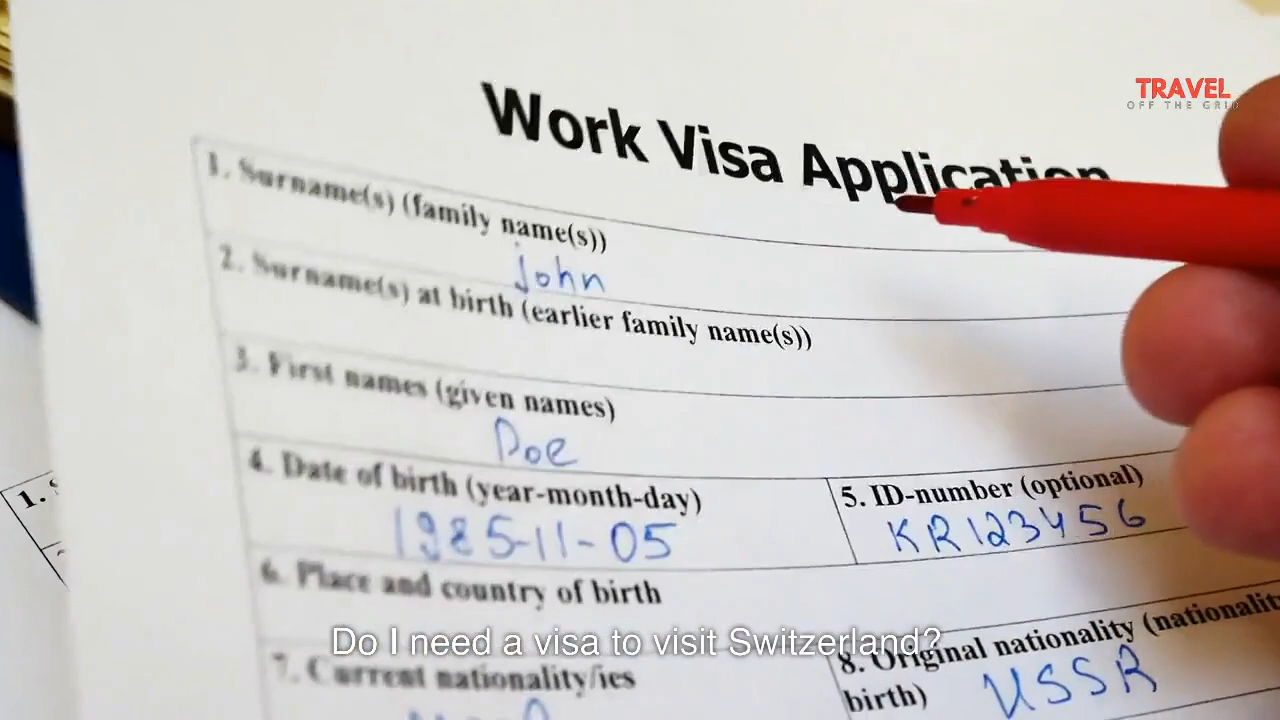 TRAVEL
OFF THE GRID
Work Visa Application
1. Surname(s) (family name(s))
John
2. Surname(s) at birth (earlier family name(s))
3. First names (given names)
Doe
4. Date of birth (year-month-day)
1985-11-05
5. ID-number (optional)
KR123456
6. Place and country of birth
Do I need a visa to visit Switzerland?
7. Current nationality/ies
8. Original nationality (nationality
birth)
USSR
1.